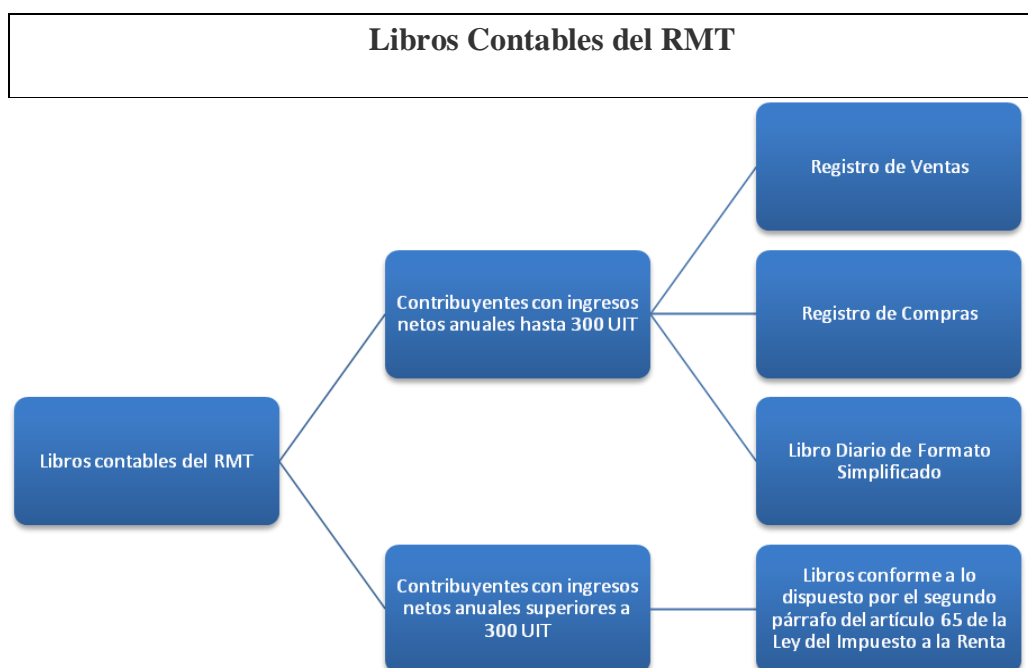 Libros Contables del RMT
Registro de Ventas
Contribuyentes con ingresos
netos anuales hasta 300 UIT
Registro de Compras
Libros contables del RMT
Libro Diario de Formato
Simplificado
Contribuyentes con ingresos
netos anuales superiores a
300 UIT
Libros conforme a lo
dispuesto por el segundo
párrafo del artículo 65 de la
Ley del Impuesto a la Renta